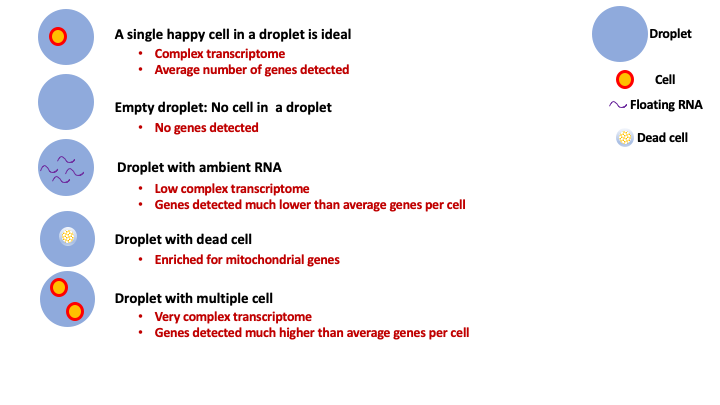 A single happy cell in a droplet is ideal
• Complex transcriptome
• Average number of genes detected
Empty droplet: No cell in a droplet
• No genes detected
Droplet with ambient RNA
• Low complex transcriptome
• Genes detected much lower than average genes per cell
Droplet with dead cell
• Enriched for mitochondrial genes
Droplet with multiple cell
• Very complex transcriptome
• Genes detected much higher than average genes per cell
Droplet
Cell
Floating RNA
Dead cell